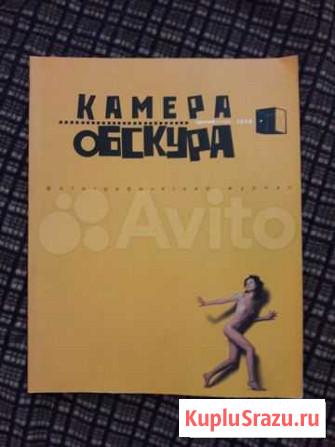 КАМЕРА
ОБСКУРА
фотографический журнал
Avito
KupluSrazu.ru